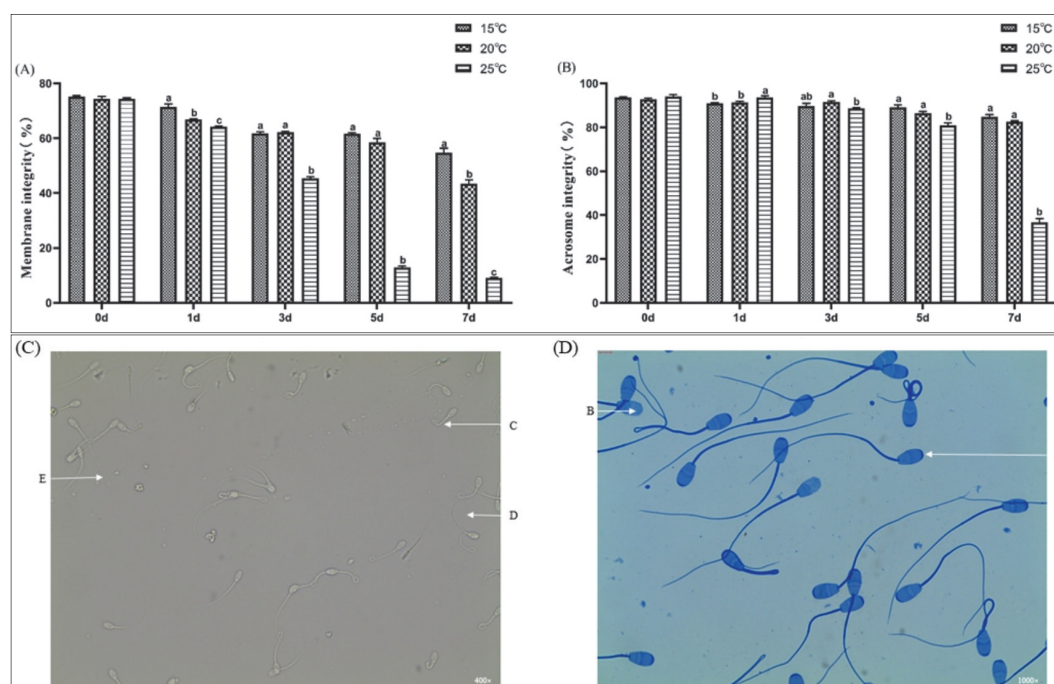 15℃
20℃
25℃
(A)
Membrane integrity ( % )
80
60
40
20
0
a
b
c
a
a
b
a
a
b
a
b
c
0d
1d
3d
5d
7d
15℃
20℃
25℃
(B)
Acrosome integrity ( % )
100
80
60
40
20
0
b
b
a
ab
a
b
a
a
b
a
a
b
0d
1d
3d
5d
7d
(C)
C
E
D
400×
(D)
B
1000×